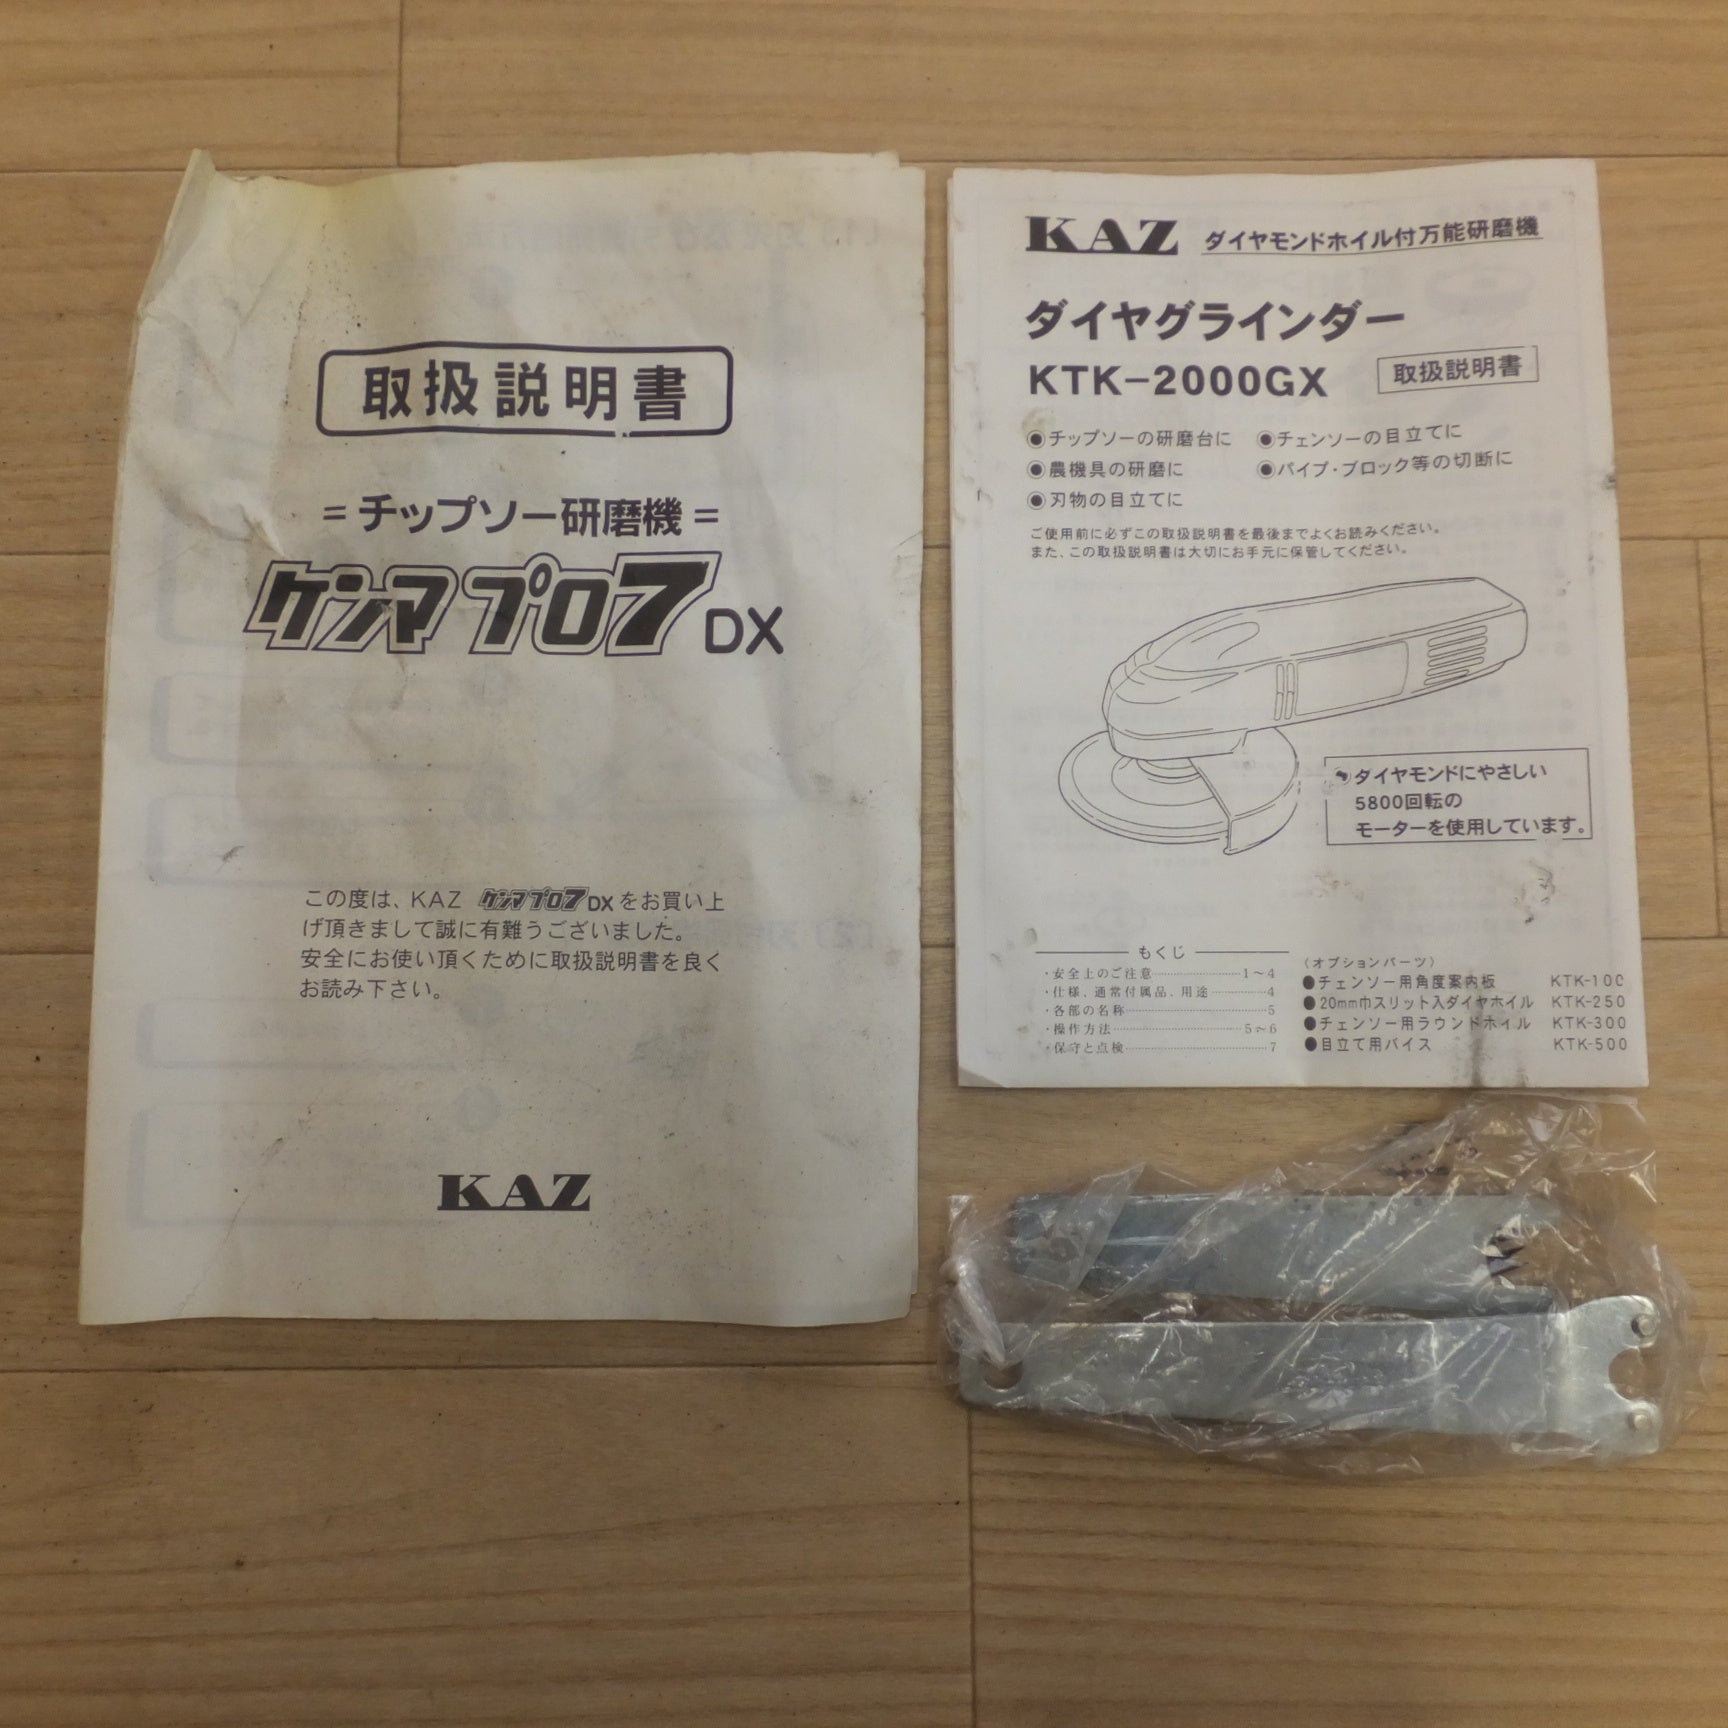 取扱説明書
=チップソー研磨機=
ケンマプロ7DX
この度は、KAZ ケンマプロ7DXをお買い上
げ頂きまして誠に有難うございました。
安全にお使い頂くために取扱説明書を良く
お読み下さい。
KAZ
KAZ ダイヤモンドホイル付万能研磨機
ダイヤグラインダー
KTK-2000GX 取扱説明書
◉チップソーの研磨台に ◉チェンソーの目立てに
◉農機具の研磨に ◉パイプ・ブロック等の切断に
◉刃物の目立てに
ご使用前に必ずこの取扱説明書を最後までよくお読みください。
また、この取扱説明書は大切にお手元に保管してください。
ダイヤモンドにやさしい
5800回転の
モーターを使用しています。
もくじ
・安全上のご注意 1〜4
・仕様、通常付属品、用途 4
・各部の名称 5
・操作方法 5〜6
・保守と点検 7
(オプションパーツ)
●チェンソー用角度案内板 KTK-100
●20mm巾スリット入ダイヤホイル KTK-250
●チェンソー用ラウンドホイル KTK-300
●目立て用バイス KTK-500